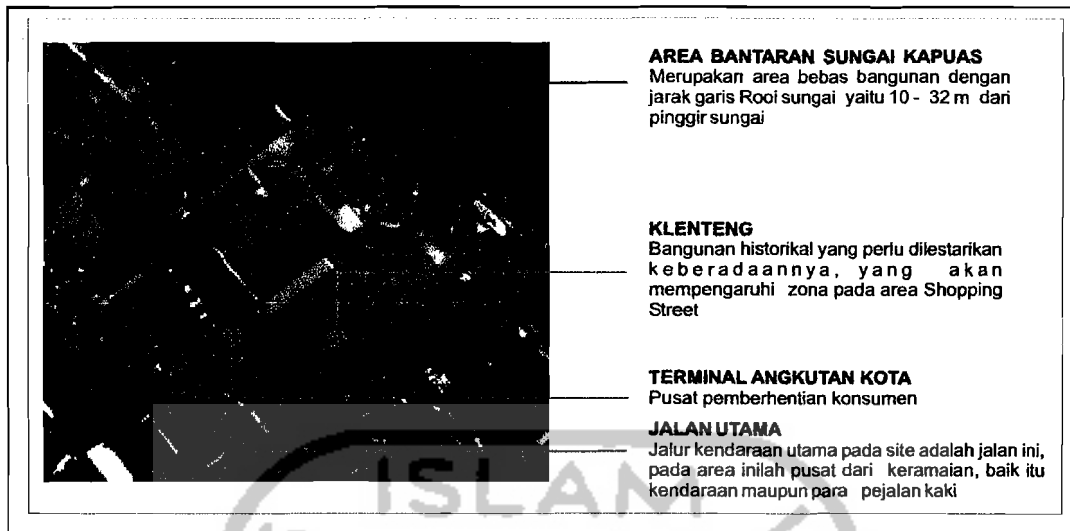 AREA BANTARAN SUNGAI KAPUAS
Merupakan area bebas bangunan dengan
jarak garis Rooi sungai yaitu 10 - 32 m dari
pinggir sungai
KLENTENG
Bangunan historikal yang perlu dilestarikan
keberadaannya, yang akan
mempengaruhi zona pada area Shopping
Street
TERMINAL ANGKUTAN KOTA
Pusat pemberhentian konsumen
JALAN UTAMA
Jalur kendaraan utama pada site adalah jalan ini,
pada area inilah pusat dari keramaian, baik itu
kendaraan maupun para pejalan kaki
ISLAM